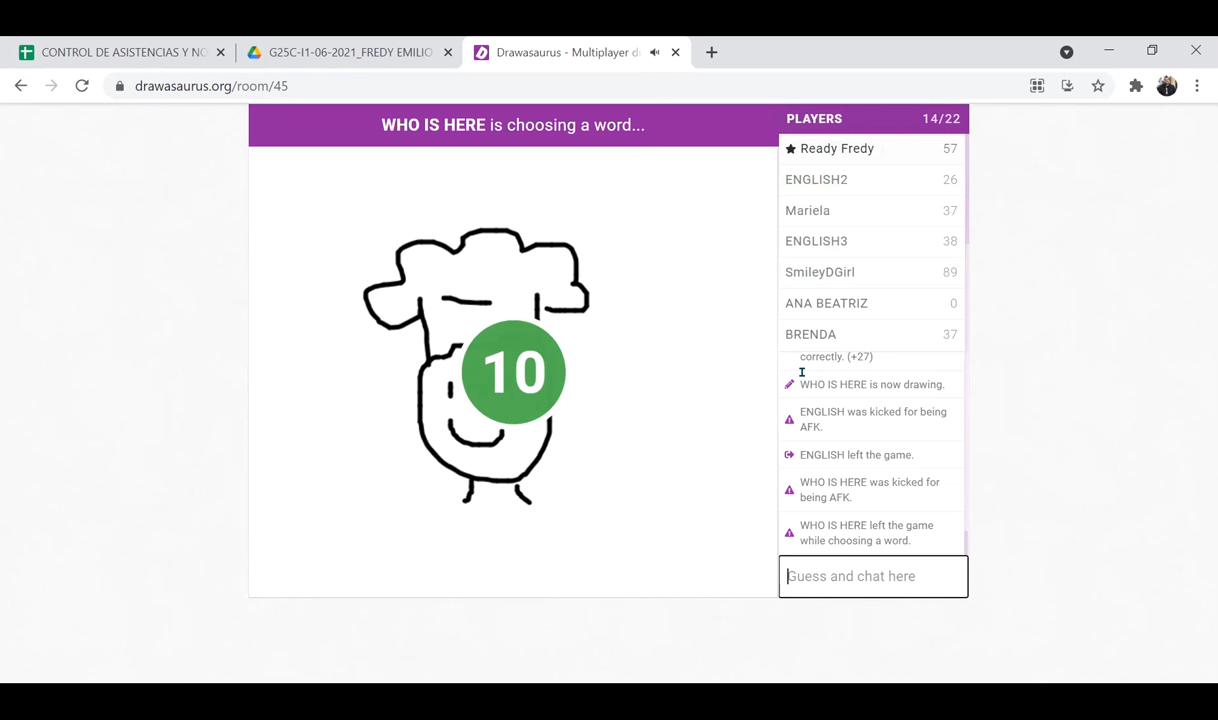 CONTROL DE ASISTENCIAS Y NO
G25C-I1-06-2021_FREDY EMILIO
Drawasaurus - Multiplayer d
drawasaurus.org/room/45
WHO IS HERE is choosing a word...
PLAYERS 14/22
Ready Fredy 57
ENGLISH2 26
Mariela 37
ENGLISH3 38
SmileyDGirl 89
ANA BEATRIZ 0
BRENDA 37
correctly. (+27)
WHO IS HERE is now drawing.
ENGLISH was kicked for being
AFK.
ENGLISH left the game.
WHO IS HERE was kicked for
being AFK.
WHO IS HERE left the game
while choosing a word.
10
Guess and chat here